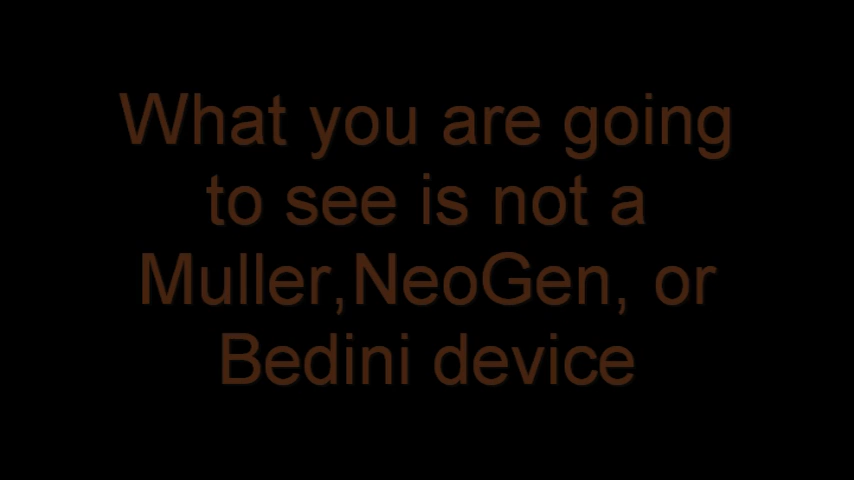 What you are going
to see is not a
Muller,NeoGen, or
Bedini device